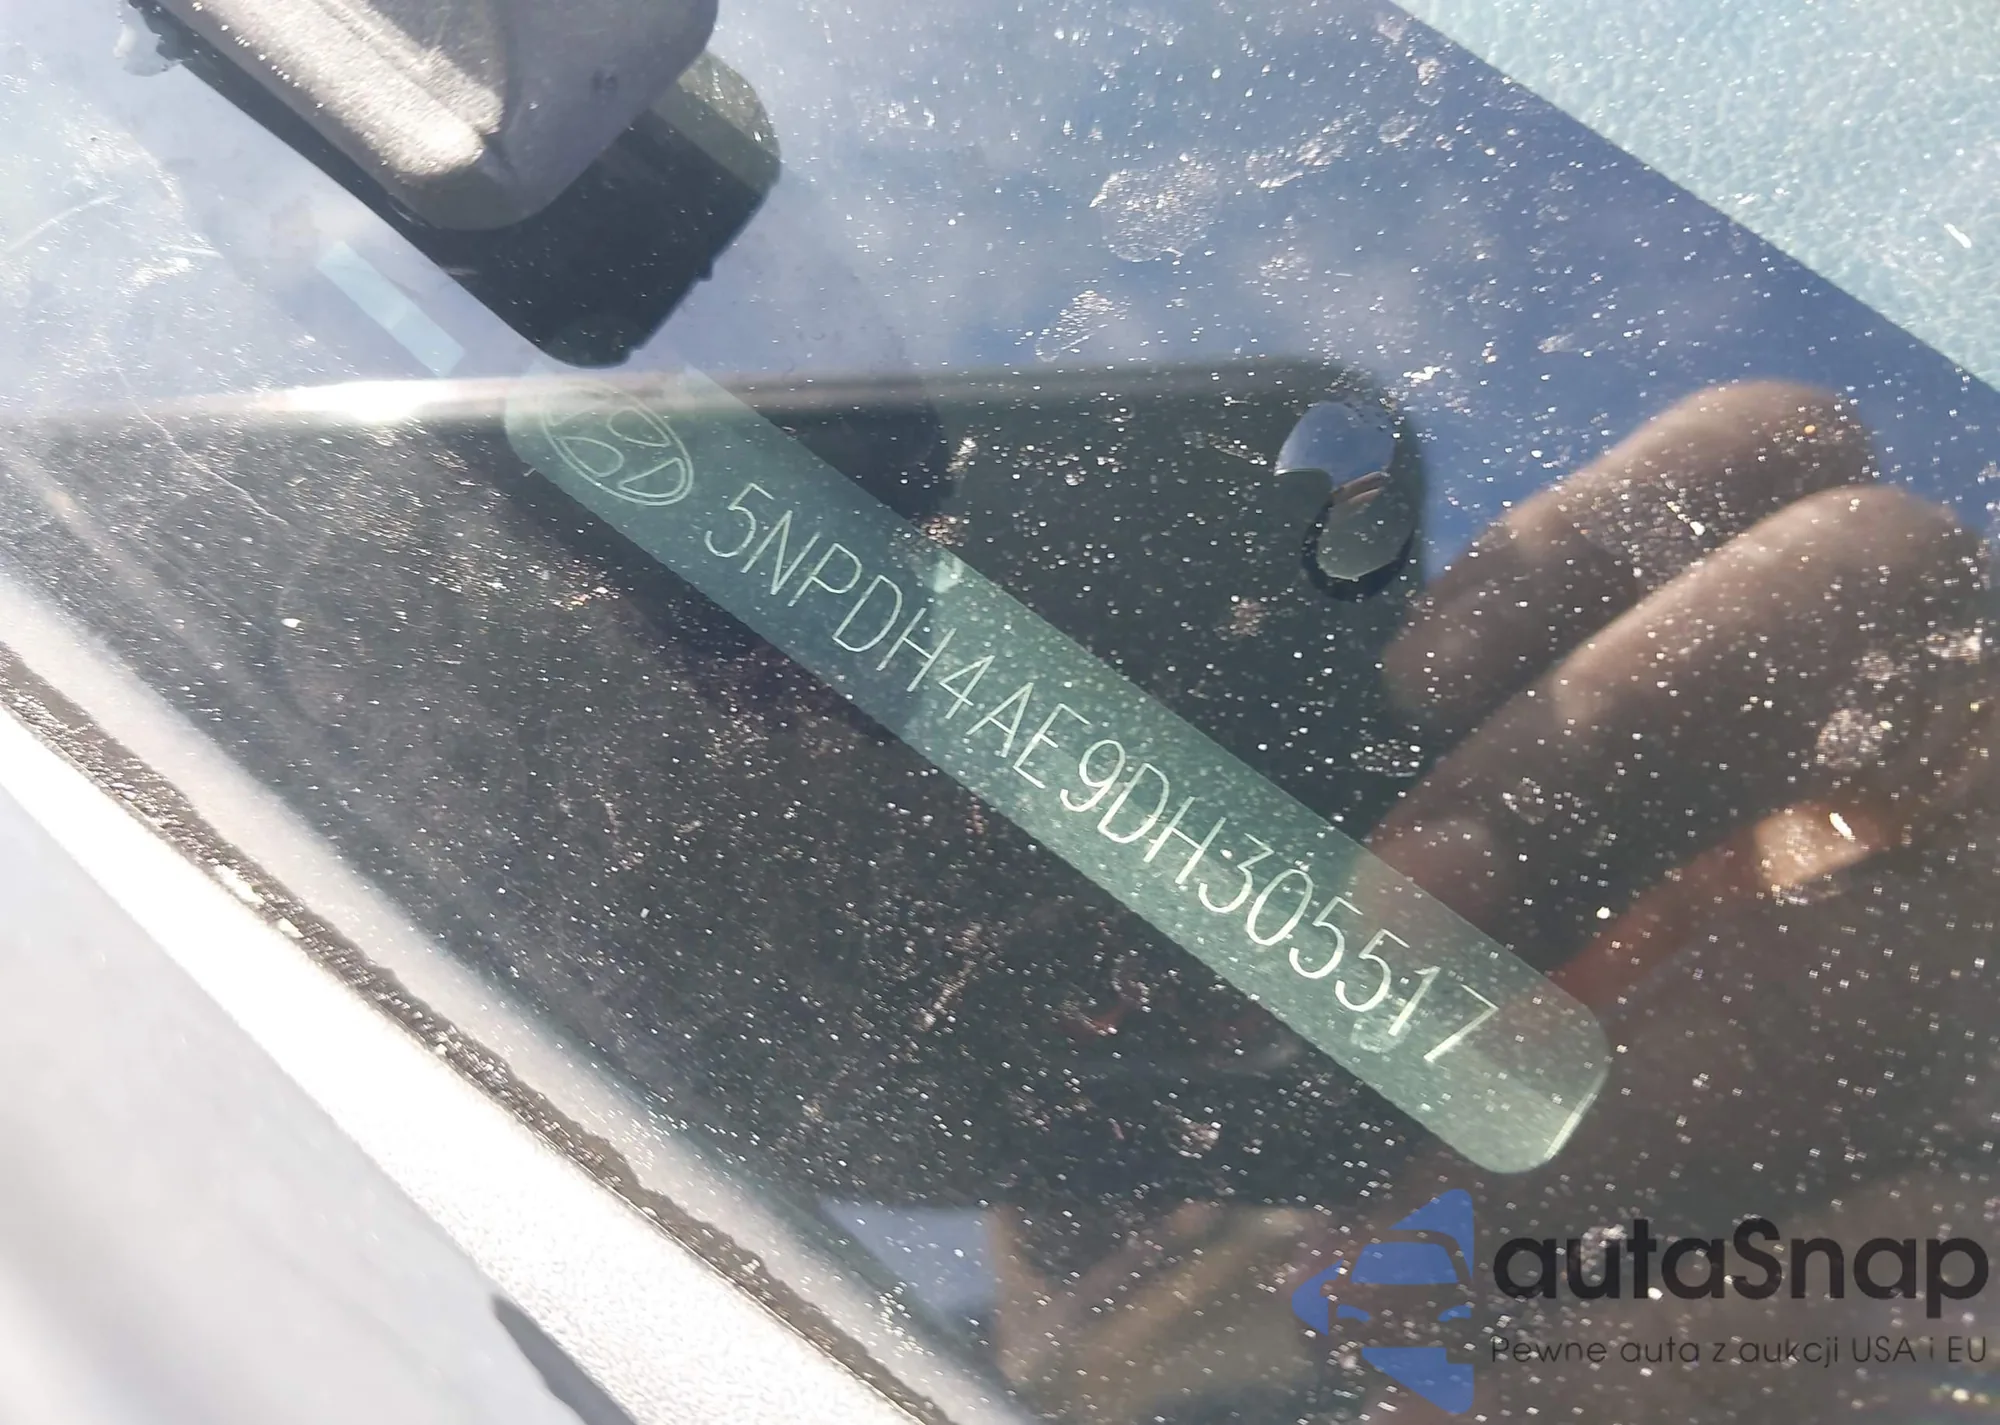 5NPDH4AE9DH305517
autaSnap
Pewne auta z aukcji USA i EU